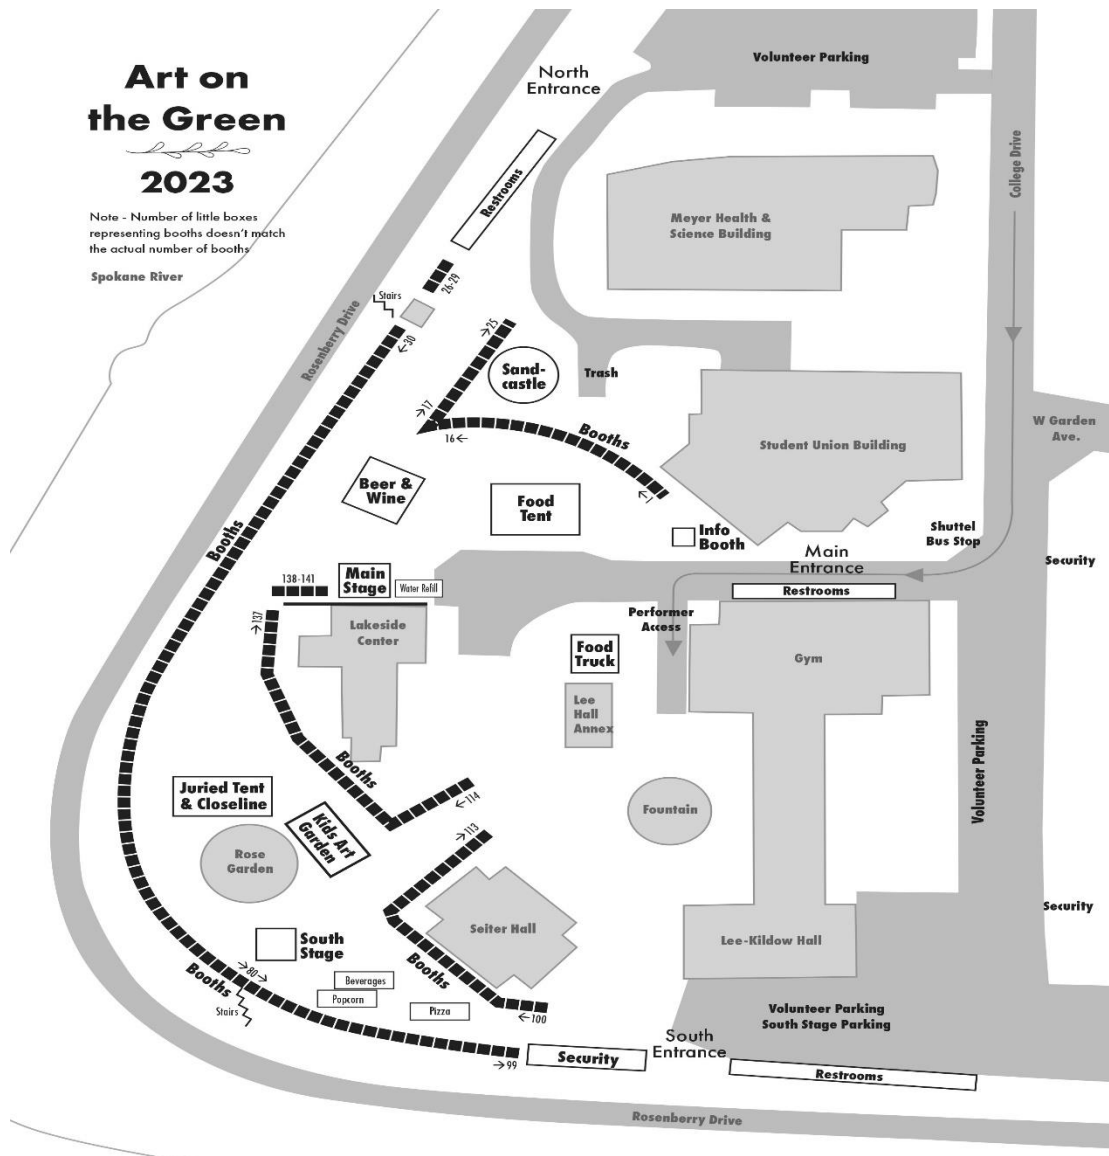 Art on
the Green
2023
Note - Number of little boxes
representing booths doesn't match
the actual number of booths
Spokane River
North
Entrance
Volunteer Parking
College Drive
Restrooms
Meyer Health &
Science Building
26-29
Stairs
Rosenberry Drive
←30
→25
Sand-
castle
Trash
→17
16←
Booths
←1
Student Union Building
W Garden
Ave.
Beer &
Wine
Food
Tent
Info
Booth
Shuttel
Bus Stop
Main
Entrance
Security
Booths
138-141
Main
Stage
Water Refill
Restrooms
→137
Lakeside
Center
Performer
Access
Food
Truck
Gym
Lee
Hall
Annex
Booths
Volunteer Parking
Juried Tent
& Closeline
←114
Kids Art
Garden
Fountain
→113
Rose
Garden
Security
Seiter Hall
Lee-Kildow Hall
South
Stage
→80→
Booths
Booths
Beverages
Popcorn
Pizza
Stairs
←100
Volunteer Parking
South Stage Parking
South
Entrance
→99
Security
Restrooms
Rosenberry Drive